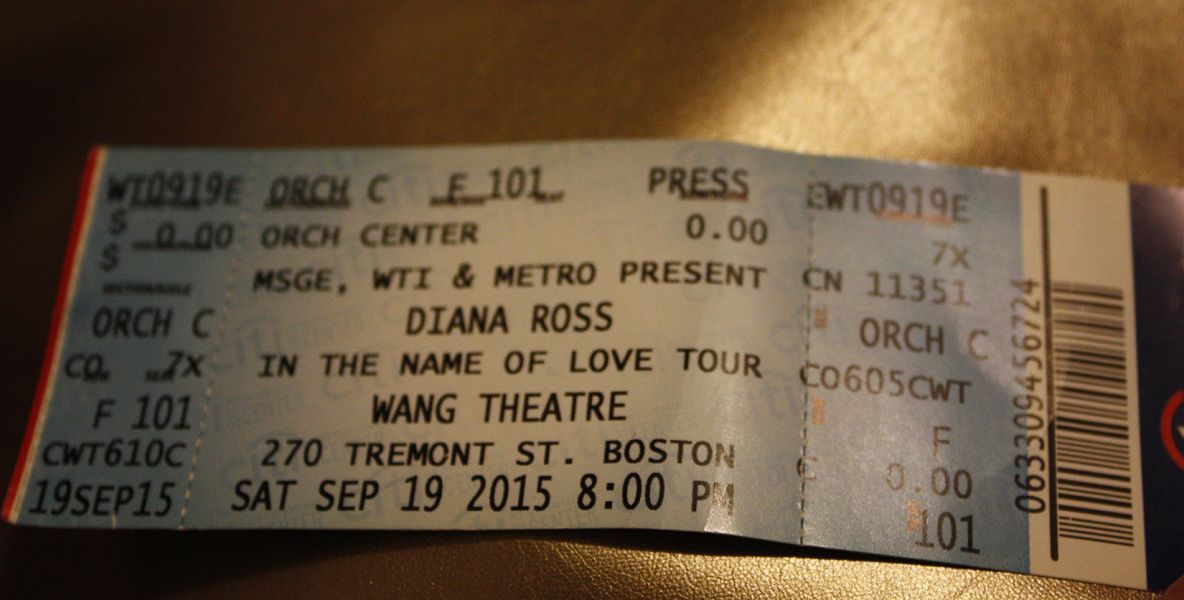 WT0919E ORCH C F 101 PRESS EWT0919E
$ 0.00 ORCH CENTER 0.00 7X
$ MSGE, WTI & METRO PRESENT CN 11351
ORCH C DIANA ROSS ORCH C
CO 7X IN THE NAME OF LOVE TOUR CO605CWT
F 101 WANG THEATRE F
CWT610C 270 TREMONT ST. BOSTON 0.00
19SEP15 SAT SEP 19 2015 8:00 PM 101
0633094456724